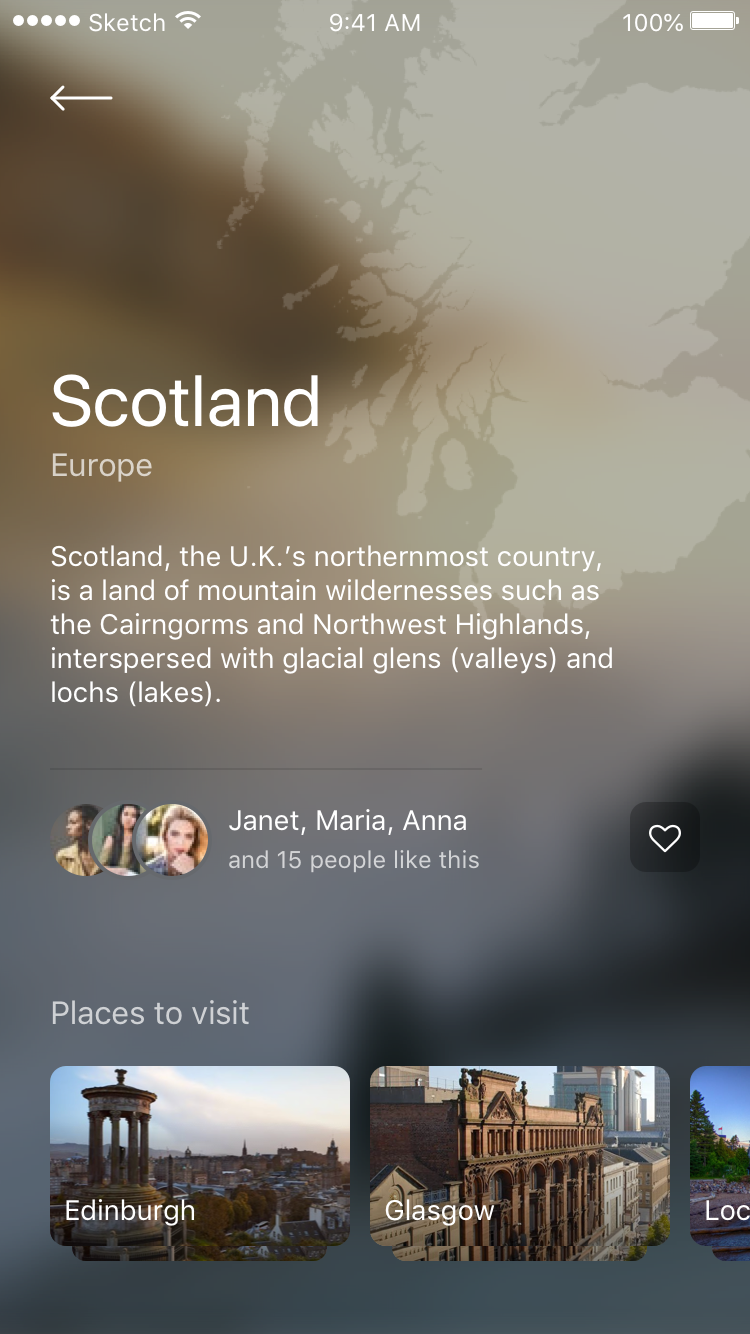 Sketch 9:41 AM 100%
Scotland
Europe
Scotland, the U.K.’s northernmost country,
is a land of mountain wildernesses such as
the Cairngorms and Northwest Highlands,
interspersed with glacial glens (valleys) and
lochs (lakes).
Janet, Maria, Anna
and 15 people like this
Places to visit
Edinburgh Glasgow Loc